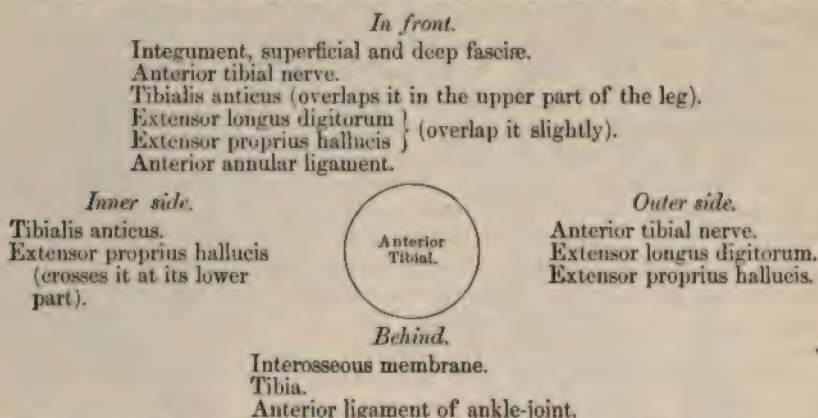 In front.
Integument, superficial and deep fasciæ.
Anterior tibial nerve.
Tibialis anticus (overlaps it in the upper part of the leg).
Extensor longus digitorum } (overlap it slightly).
Extensor proprius hallucis
Anterior annular ligament.
Inner side.
Tibialis anticus.
Extensor proprius hallucis
(crosses it at its lower
part).
Anterior
Tibial.
Outer side.
Anterior tibial nerve.
Extensor longus digitorum.
Extensor proprius hallucis.
Behind.
Interosseous membrane.
Tibia.
Anterior ligament of ankle-joint.